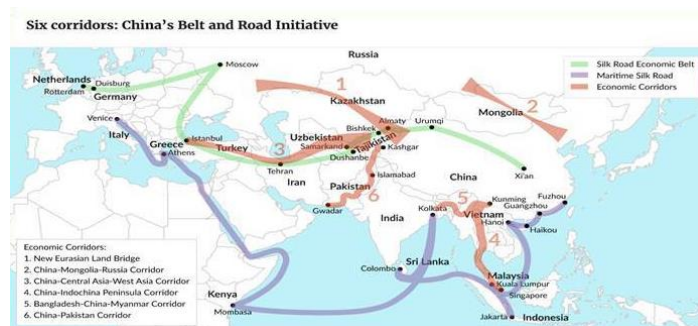 Six corridors: China's Belt and Road Initiative
Russia
Silk Road Economic Belt
Maritime Silk Road
Economic Corridors
Moscow
Netherlands
Duisburg
Rotterdam
Germany
1
Kazakhstan
Mongolia
2
Venice
Italy
Almaty
Urumqi
Bishkek
Istanbul
Greece
Turkey
Athens
3
Uzbekistan
Samarkand
Tajikistan
Kashgar
Dushanbe
Tehran
Iran
Islamabad
China
Xi'an
Pakistan
6
Gwadar
India
Kolkata
5
Kunming
Fuzhou
Guangzhou
Vietnam
Hanoi
Haikou
4
Economic Corridors:
1. New Eurasian Land Bridge
2. China-Mongolia-Russia Corridor
3. China-Central Asia-West Asia Corridor
4. China-Indochina Peninsula Corridor
5. Bangladesh-China-Myanmar Corridor
6. China-Pakistan Corridor
Sri Lanka
Colombo
Malaysia
Kuala Lumpur
Singapore
Kenya
Mombasa
Jakarta
Indonesia